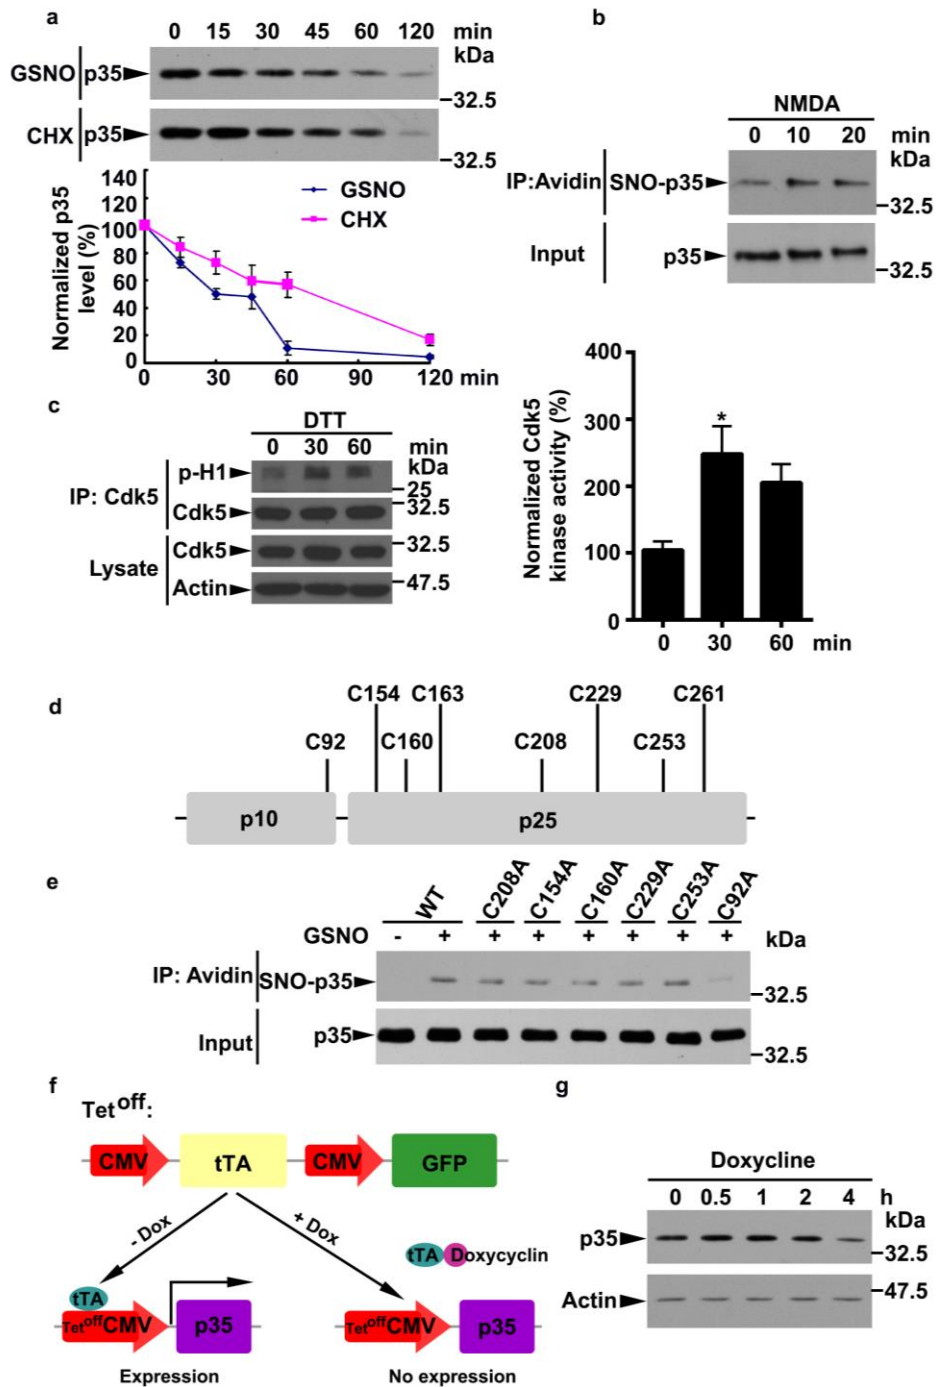 a
0 15 30 45 60 120 min
kDa
GSNO p35
32.5
CHX p35
32.5
Normalized p35 level (%)
140
120
100
80
60
40
20
0
GSNO
CHX
0 30 60 90 120 min
b
NMDA
0 10 20 min
kDa
IP:Avidin SNO-p35
32.5
Input p35
32.5
c
DTT
0 30 60 min
kDa
IP: Cdk5
p-H1
25
Cdk5
32.5
Lysate
Cdk5
32.5
Actin
47.5
Normalized Cdk5 kinase activity (%)
400
300
200
100
0
*
0 30 60 min
d
C154 C163 C229 C261
C92 C160 C208 C253
p10 p25
e
WT C208A C154A C160A C229A C253A C92A
GSNO - + + + + + + +
kDa
IP: Avidin SNO-p35
32.5
Input p35
32.5
f
Tetoff:
CMV tTA CMV GFP
- Dox + Dox
tTA Doxycyclin
tTA
TetoffCMV p35
TetoffCMV p35
Expression No expression
g
Doxycline
0 0.5 1 2 4 h
kDa
p35
32.5
Actin
47.5